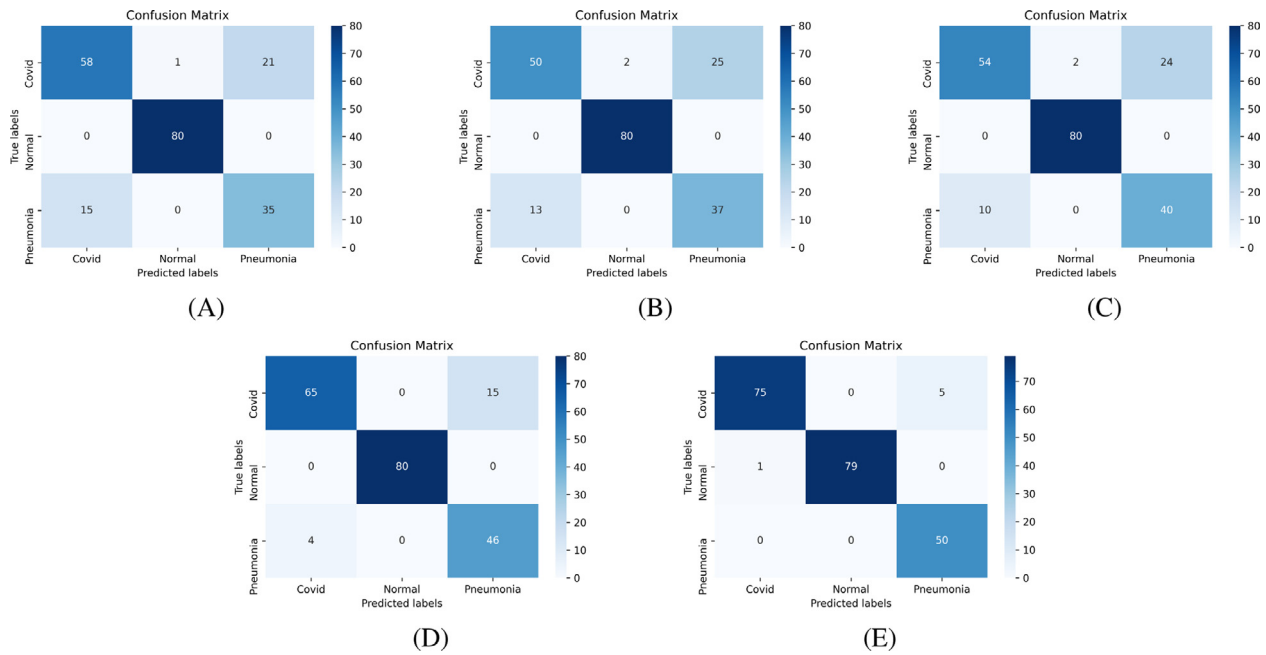 Confusion Matrix
80
70
60
50
40
30
20
10
0
Covid
Normal
Pneumonia
True labels
58 1 21
0 80 0
15 0 35
Covid Normal Pneumonia
Predicted labels
(A)
Confusion Matrix
80
70
60
50
40
30
20
10
0
Covid
Normal
Pneumonia
True labels
50 2 25
0 80 0
13 0 37
Covid Normal Pneumonia
Predicted labels
(B)
Confusion Matrix
80
70
60
50
40
30
20
10
0
Covid
Normal
Pneumonia
True labels
54 2 24
0 80 0
10 0 40
Covid Normal Pneumonia
Predicted labels
(C)
Confusion Matrix
80
70
60
50
40
30
20
10
0
Covid
Normal
Pneumonia
True labels
65 0 15
0 80 0
4 0 46
Covid Normal Pneumonia
Predicted labels
(D)
Confusion Matrix
70
60
50
40
30
20
10
0
Covid
Normal
Pneumonia
True labels
75 0 5
1 79 0
0 0 50
Covid Normal Pneumonia
Predicted labels
(E)